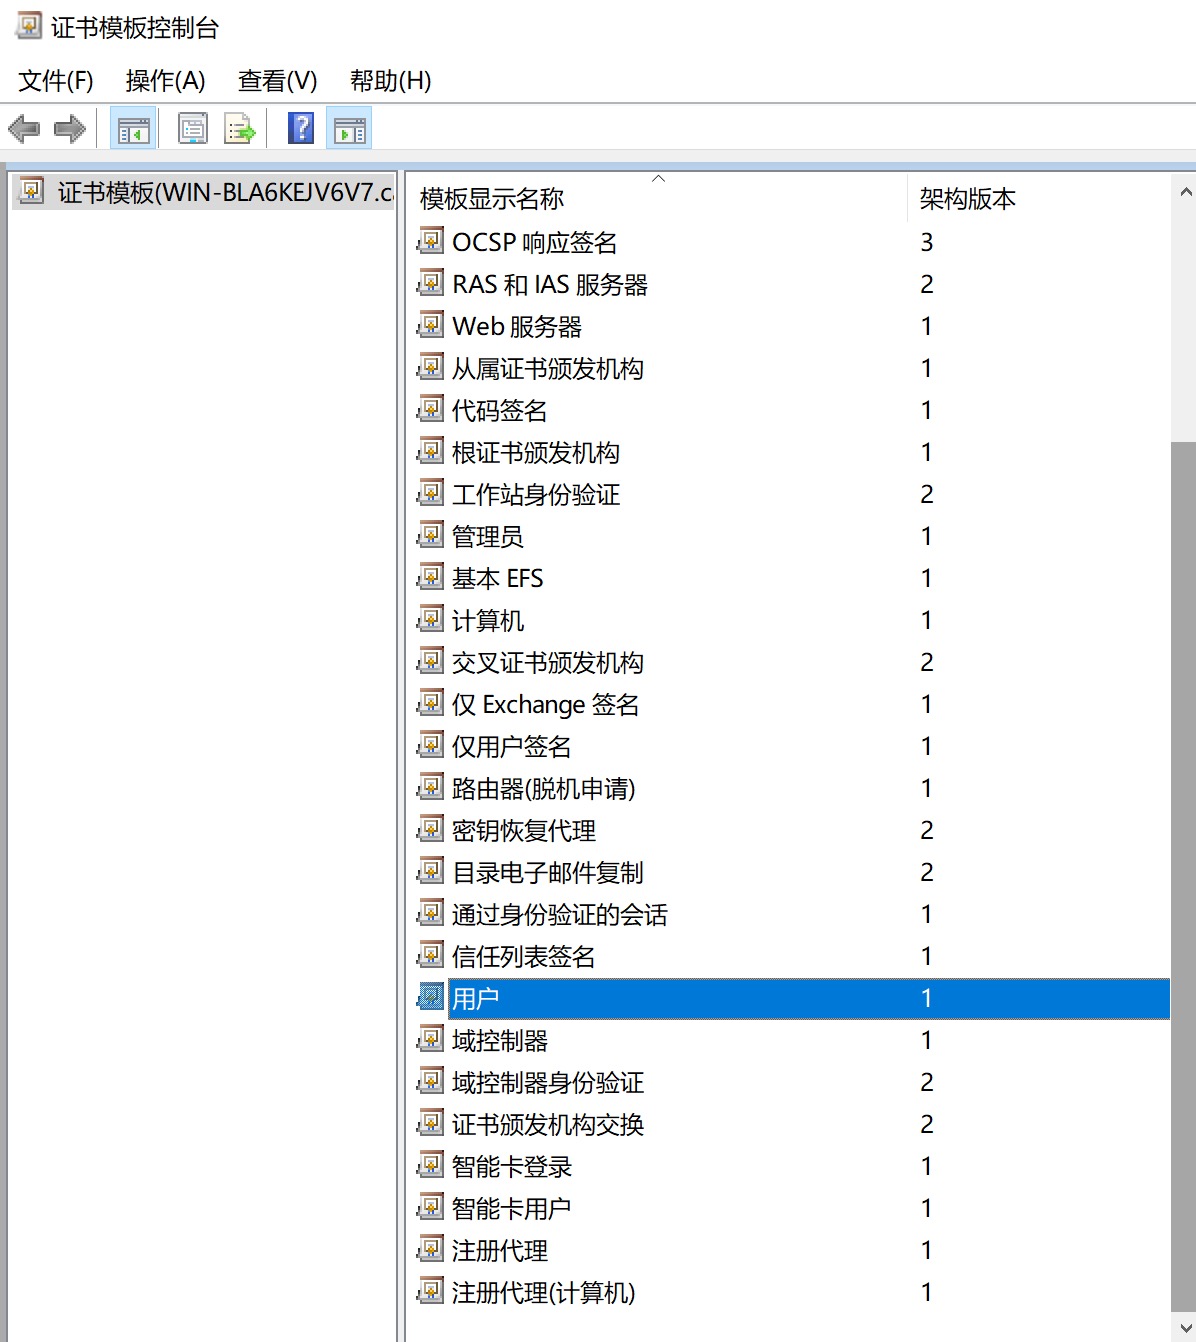 证书模板控制台
文件(F) 操作(A) 查看(V) 帮助(H)
证书模板(WIN-BLA6KEJV6V7.ca
模板显示名称 架构版本
OCSP 响应签名 3
RAS 和 IAS 服务器 2
Web 服务器 1
从属证书颁发机构 1
代码签名 1
根证书颁发机构 1
工作站身份验证 2
管理员 1
基本 EFS 1
计算机 1
交叉证书颁发机构 2
仅 Exchange 签名 1
仅用户签名 1
路由器(脱机申请) 1
密钥恢复代理 2
目录电子邮件复制 2
通过身份验证的会话 1
信任列表签名 1
用户 1
域控制器 1
域控制器身份验证 2
证书颁发机构交换 2
智能卡登录 1
智能卡用户 1
注册代理 1
注册代理(计算机) 1